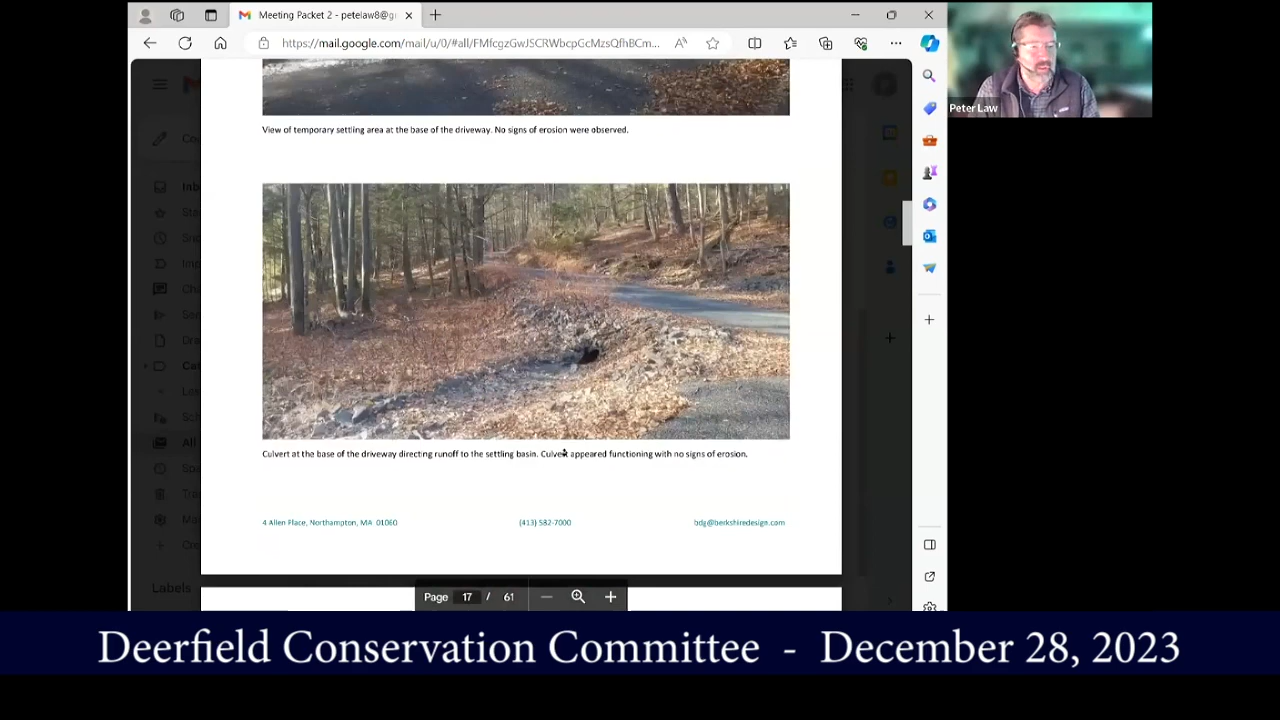 Meeting Packet 2 - petelaw8@g
https://mail.google.com/mail/u/0/#all/FMfcgzGwJSCRWbcpGcMzsQfhBCm...
Peter Law
View of temporary settling area at the base of the driveway. No signs of erosion were observed.
Culvert at the base of the driveway directing runoff to the settling basin. Culvert appeared functioning with no signs of erosion.
4 Allen Place, Northampton, MA 01060
(413) 582-7000
bdg@berkshiredesign.com
Labels
Page 17 / 61
Deerfield Conservation Committee - December 28, 2023